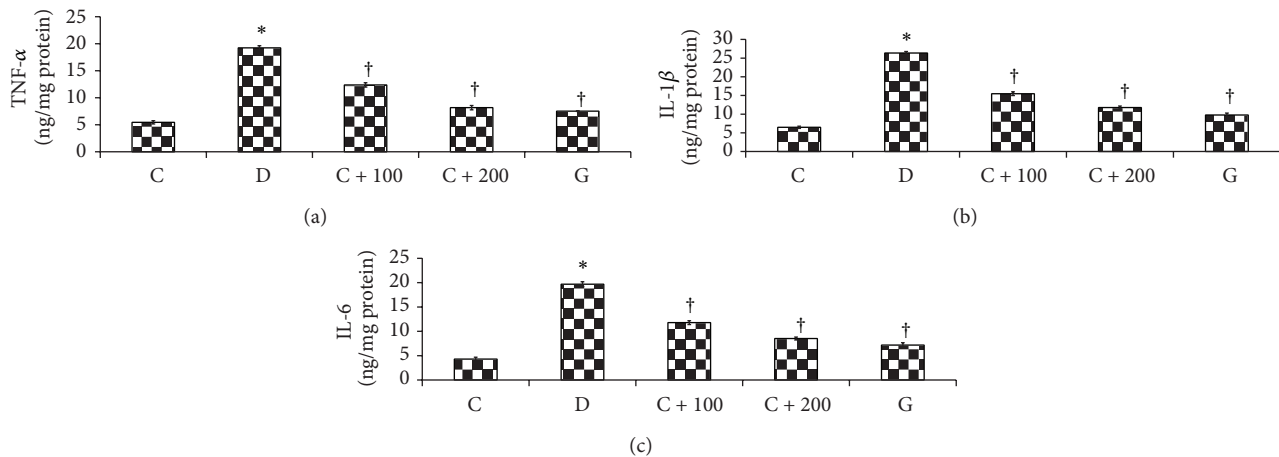 TNF-α
(ng/mg protein)
25
20
15
10
5
0
*
†
†
†
C
D
C + 100
C + 200
G
(a)
IL-1β
(ng/mg protein)
30
25
20
15
10
5
0
*
†
†
†
C
D
C + 100
C + 200
G
(b)
IL-6
(ng/mg protein)
25
20
15
10
5
0
*
†
†
†
C
D
C + 100
C + 200
G
(c)